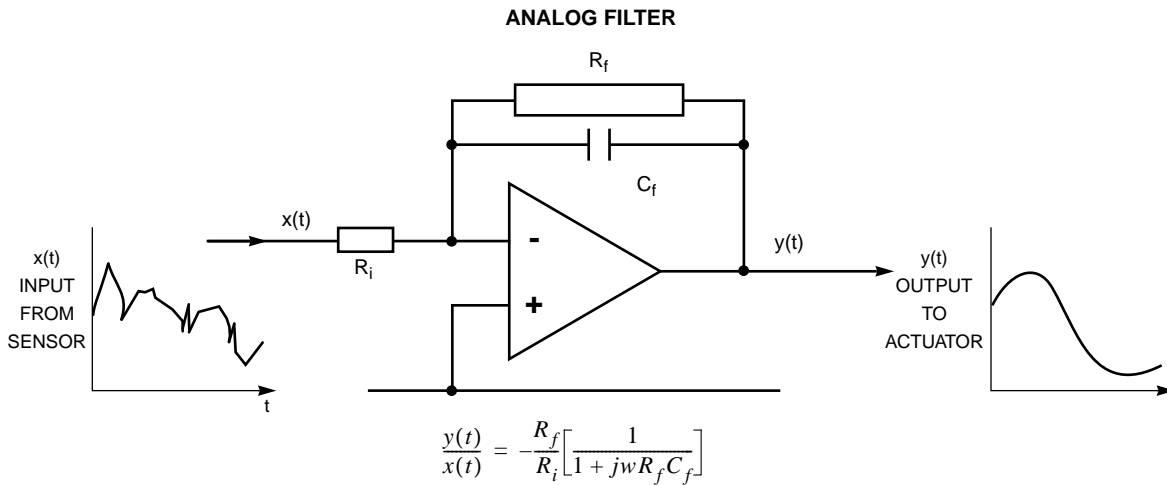 ANALOG FILTER
R_f
C_f
x(t)
R_i
-
+
y(t)
x(t)
INPUT
FROM
SENSOR
t
y(t)
OUTPUT
TO
ACTUATOR
y(t)/x(t) = -R_f/R_i[1/(1 + jwR_fC_f)]